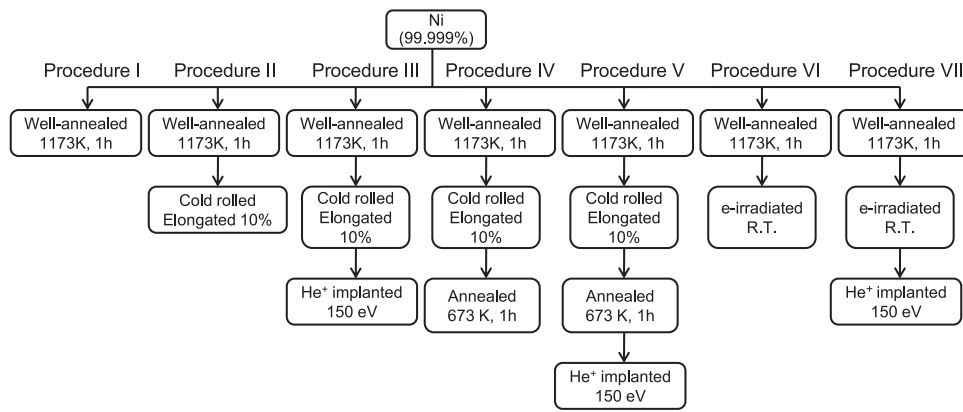 Ni
(99.999%)
Procedure I
Procedure II
Procedure III
Procedure IV
Procedure V
Procedure VI
Procedure VII
Well-annealed
1173K, 1h
Well-annealed
1173K, 1h
Well-annealed
1173K, 1h
Well-annealed
1173K, 1h
Well-annealed
1173K, 1h
Well-annealed
1173K, 1h
Well-annealed
1173K, 1h
Cold rolled
Elongated 10%
Cold rolled
Elongated
10%
Cold rolled
Elongated
10%
Cold rolled
Elongated
10%
e-irradiated
R.T.
e-irradiated
R.T.
He⁺ implanted
150 eV
Annealed
673 K, 1h
Annealed
673 K, 1h
He⁺ implanted
150 eV
He⁺ implanted
150 eV